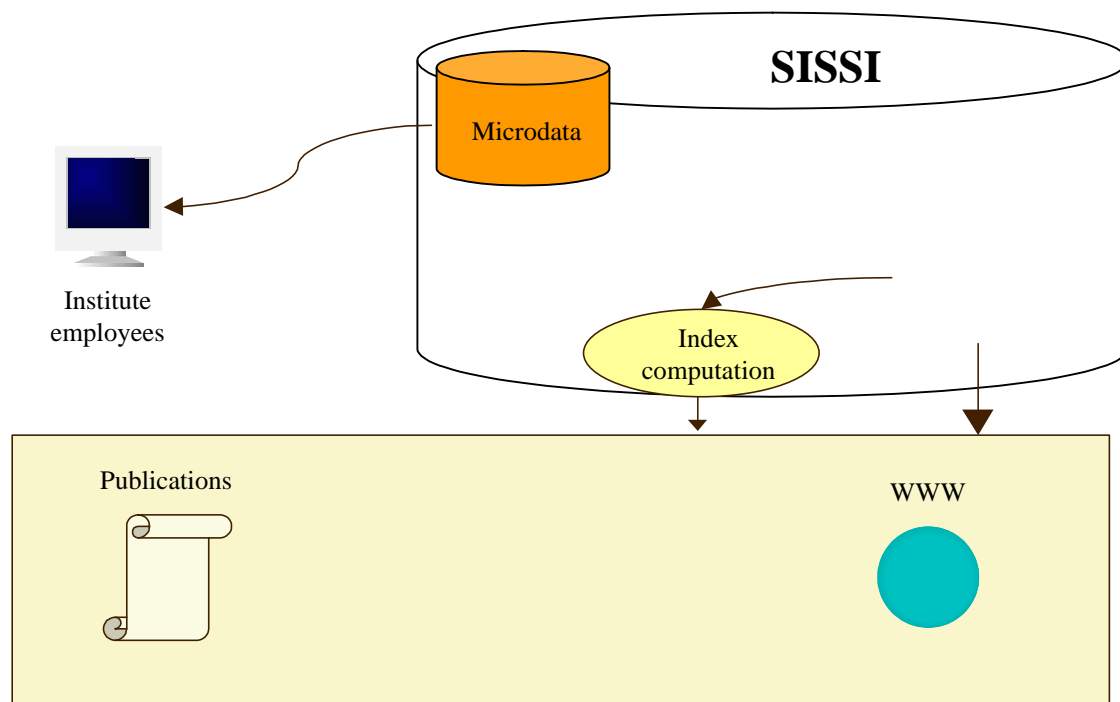 SISSI
Microdata
Institute
employees
Index
computation
Publications
WWW